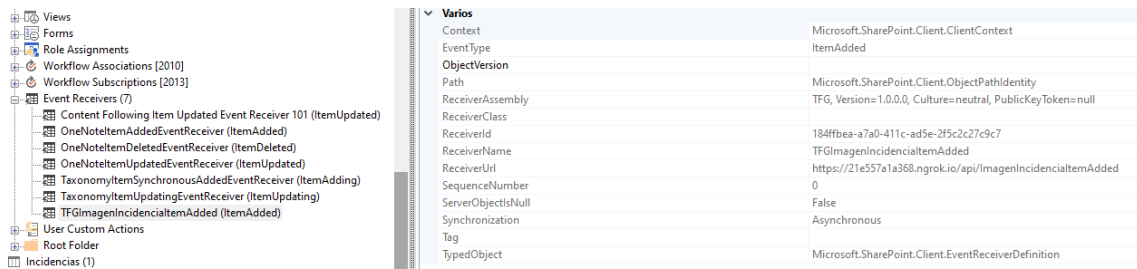 Views
Forms
Role Assignments
Workflow Associations [2010]
Workflow Subscriptions [2013]
Event Receivers (7)
Content Following Item Updated Event Receiver 101 (ItemUpdated)
OneNoteItemAddedEventReceiver (ItemAdded)
OneNoteItemDeletedEventReceiver (ItemDeleted)
OneNoteItemUpdatedEventReceiver (ItemUpdated)
TaxonomyItemSynchronousAddedEventReceiver (ItemAdding)
TaxonomyItemUpdatingEventReceiver (ItemUpdating)
TFGImagenIncidenciaItemAdded (ItemAdded)
User Custom Actions
Root Folder
Incidencias (1)
Varios
Context Microsoft.SharePoint.Client.ClientContext
EventType ItemAdded
ObjectVersion
Path Microsoft.SharePoint.Client.ObjectPathIdentity
ReceiverAssembly TFG, Version=1.0.0.0, Culture=neutral, PublicKeyToken=null
ReceiverClass
ReceiverId 184ffbea-a7a0-411c-ad5e-2f5c2c27c9c7
ReceiverName TFGImagenIncidenciaItemAdded
ReceiverUrl https://21e557a1a368.ngrok.io/api/ImagenIncidenciaItemAdded
SequenceNumber 0
ServerObjectIsNull False
Synchronization Asynchronous
Tag
TypedObject Microsoft.SharePoint.Client.EventReceiverDefinition